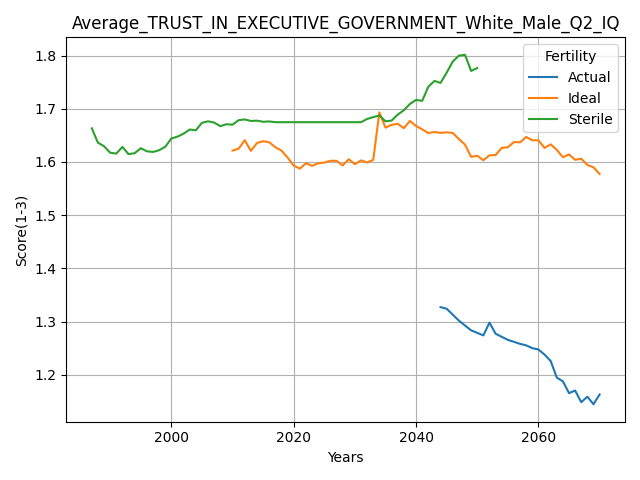 Average_TRUST_IN_EXECUTIVE_GOVERNMENT_White_Male_Q2_IQ
Fertility
Actual
Ideal
Sterile
Score(1-3)
1.8
1.7
1.6
1.5
1.4
1.3
1.2
2000
2020
2040
2060
Years